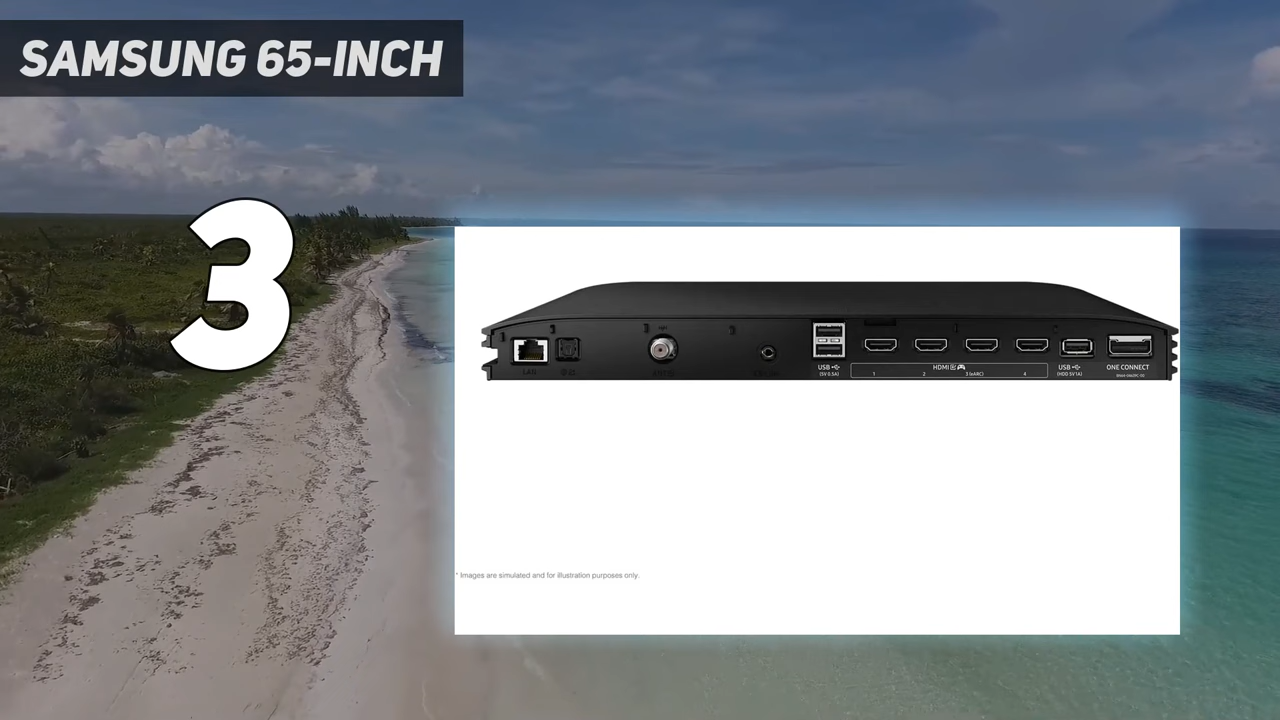 SAMSUNG 65-INCH
3
LAN
USB
(5V 0.5A)
HDMI
1
2
3 (eARC)
4
USB
(HDD 5V 1A)
ONE CONNECT
* Images are simulated and for illustration purposes only.